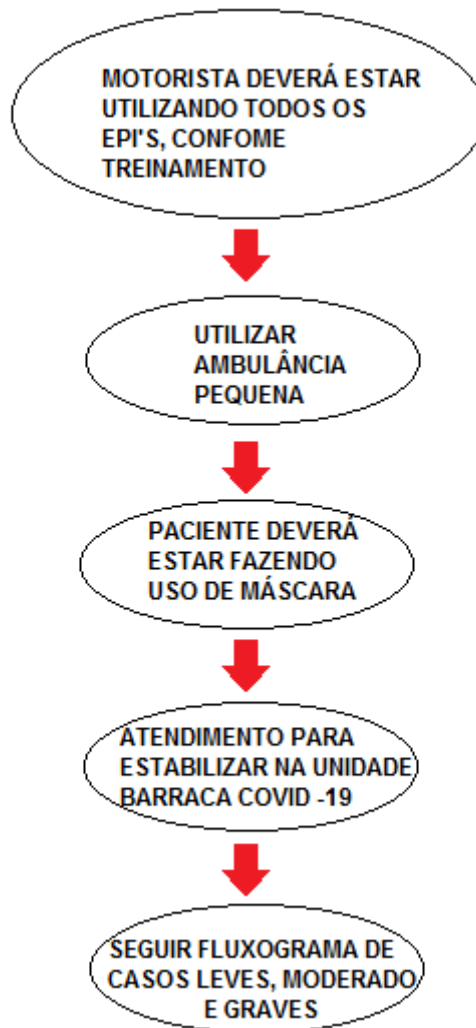 MOTORISTA DEVERÁ ESTAR
UTILIZANDO TODOS OS
EPI'S, CONFOME
TREINAMENTO
UTILIZAR
AMBULÂNCIA
PEQUENA
PACIENTE DEVERÁ
ESTAR FAZENDO
USO DE MÁSCARA
ATENDIMENTO PARA
ESTABILIZAR NA UNIDADE
BARRACA COVID -19
SEGUIR FLUXOGRAMA DE
CASOS LEVES, MODERADO
E GRAVES